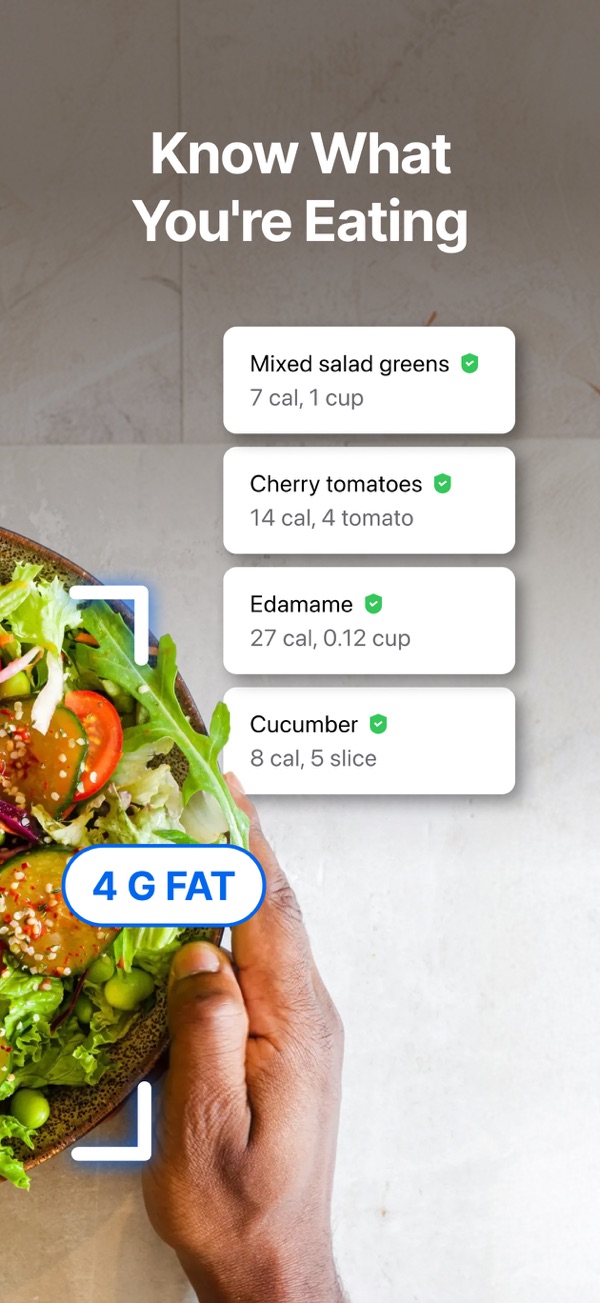 Know What
You're Eating
Mixed salad greens
7 cal, 1 cup
Cherry tomatoes
14 cal, 4 tomato
Edamame
27 cal, 0.12 cup
Cucumber
8 cal, 5 slice
4 G FAT